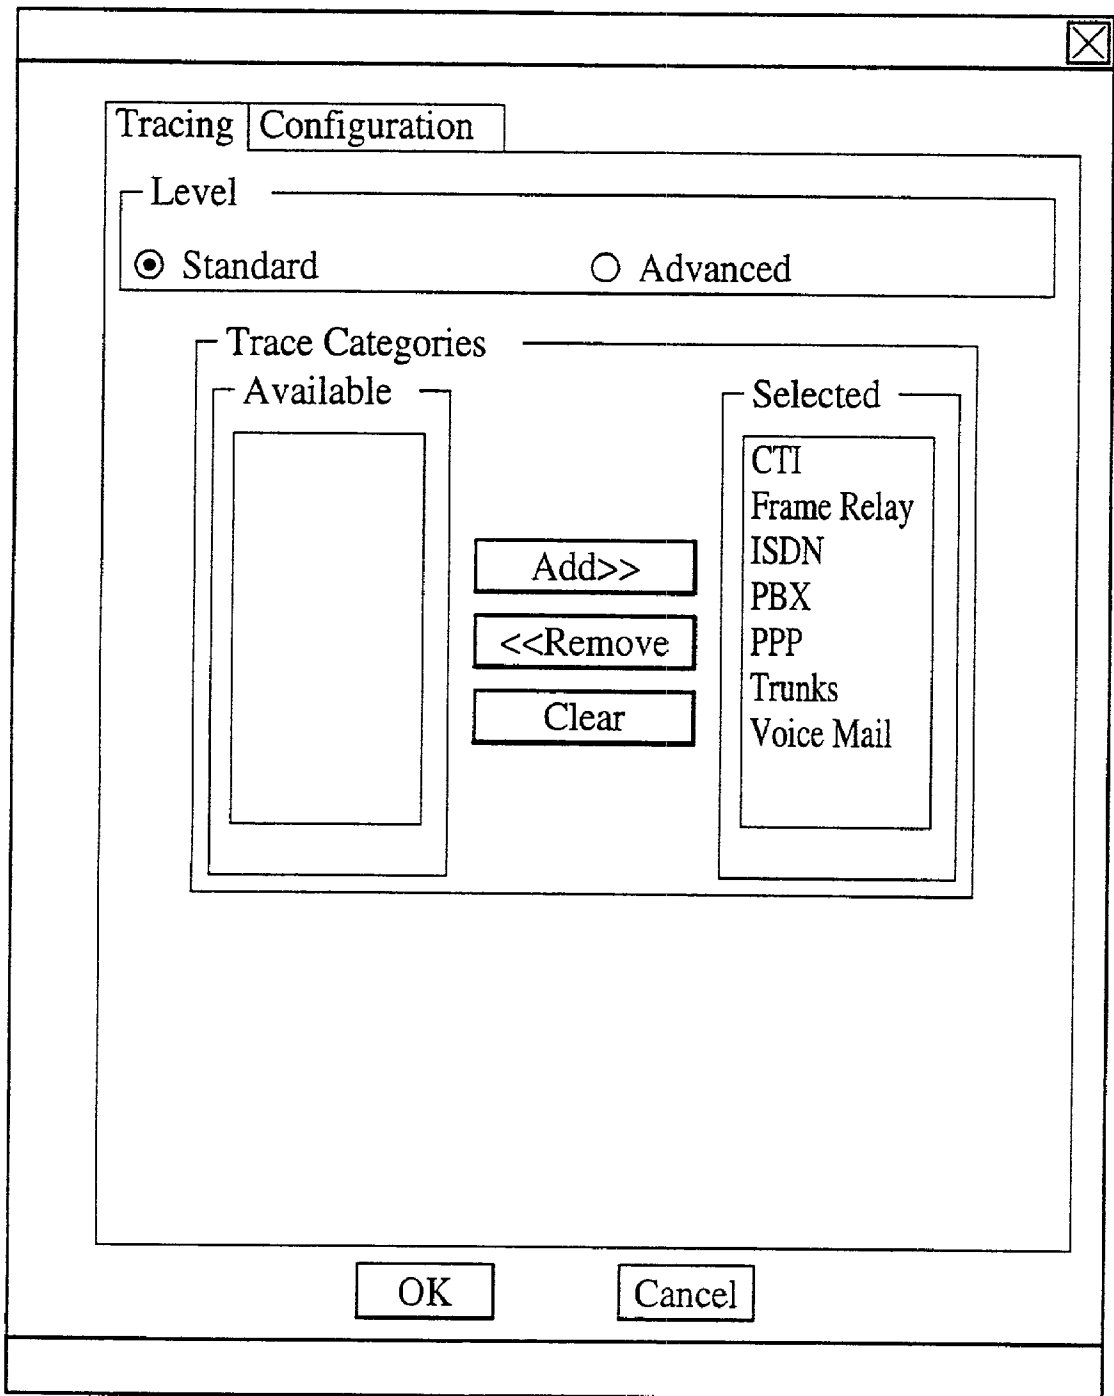 Tracing Configuration
Level
Standard Advanced
Trace Categories
Available
Selected
CTI
Frame Relay
ISDN
PBX
PPP
Trunks
Voice Mail
Add>>
<<Remove
Clear
OK Cancel